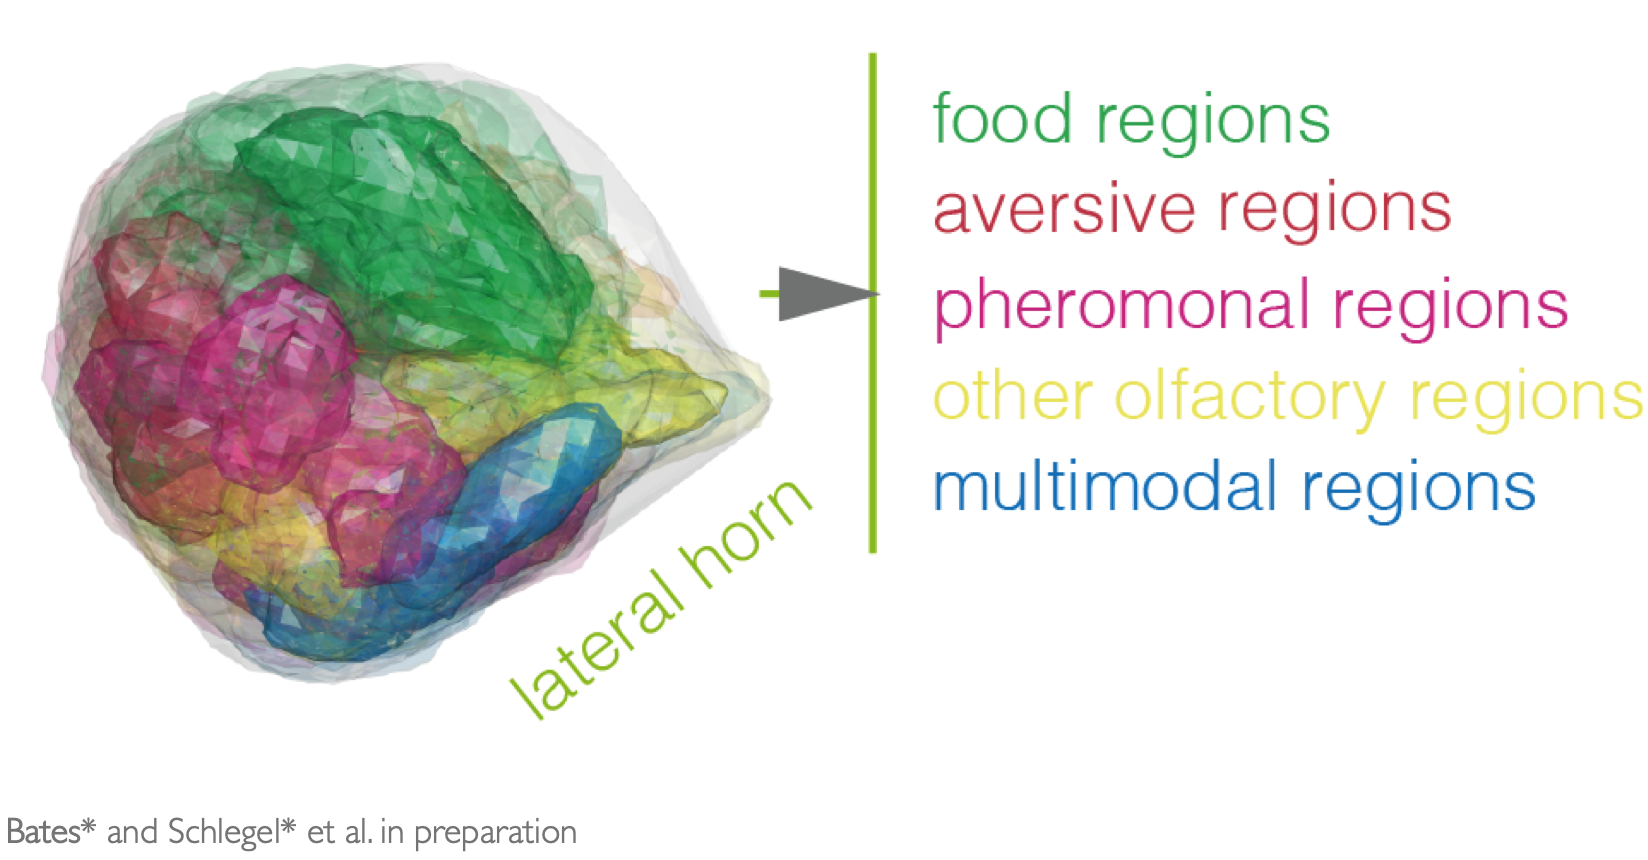 food regions
aversive regions
pheromonal regions
other olfactory regions
multimodal regions
lateral horn
Bates* and Schlegel* et al. in preparation